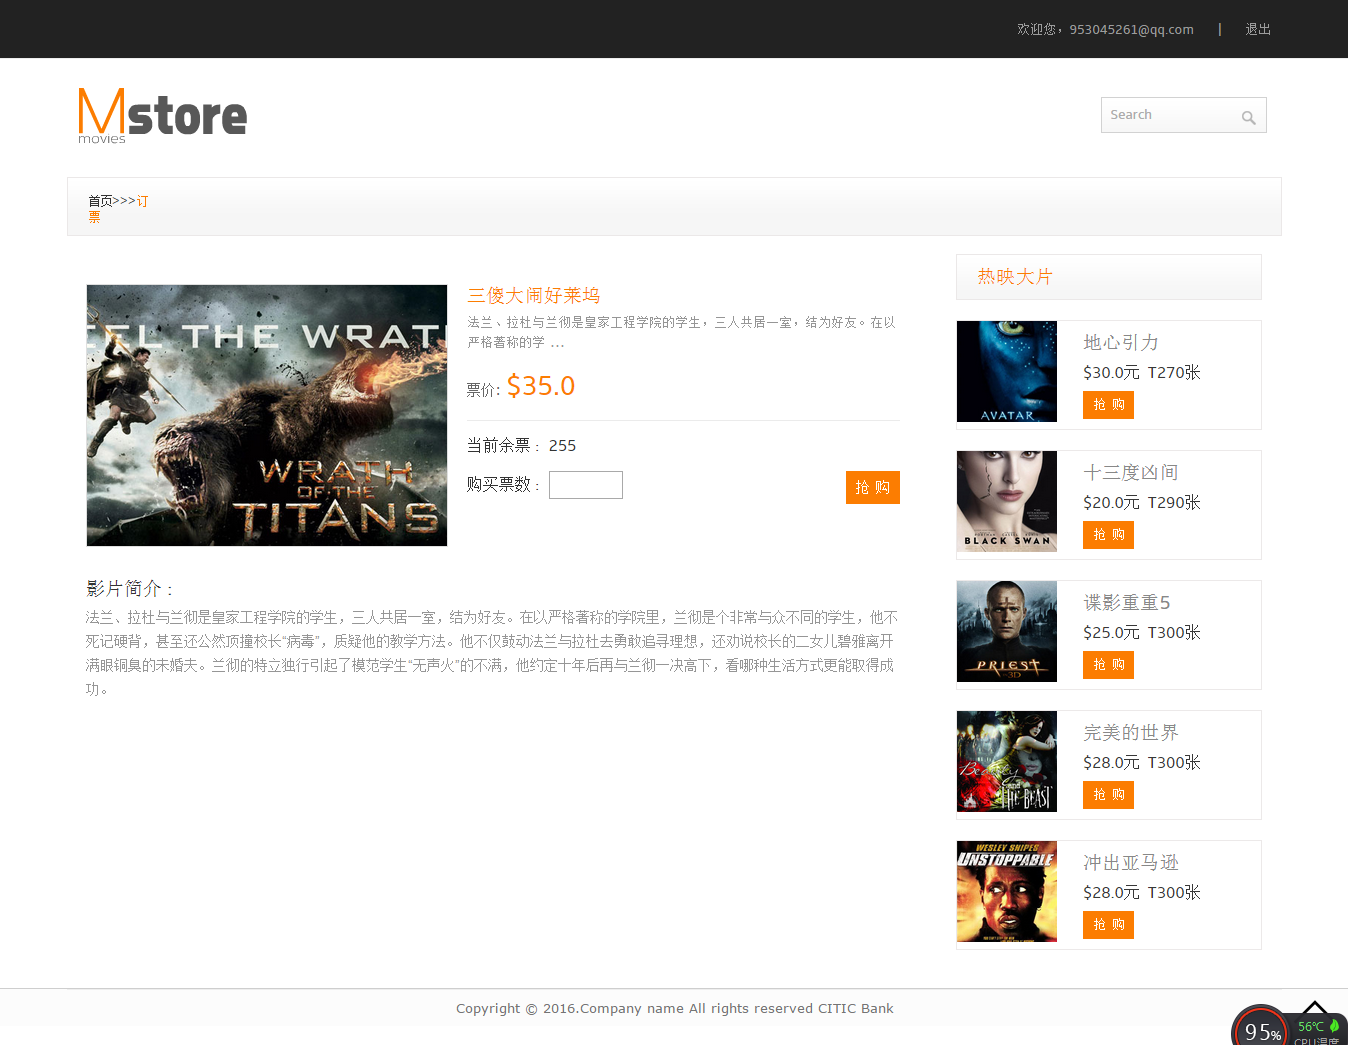 欢迎您，953045261@qq.com | 退出
Mstore
movies
Search
首页>>>订
票
热映大片
EEL THE WRAT
WRATH
OF THE
TITANS
三傻大闹好莱坞
法兰、拉杜与兰彻是皇家工程学院的学生，三人共居一室，结为好友。在以
严格著称的学 ...
票价：$35.0
当前余票： 255
购买票数：
抢 购
影片简介：
法兰、拉杜与兰彻是皇家工程学院的学生，三人共居一室，结为好友。在以严格著称的学院里，兰彻是个非常与众不同的学生，他不
死记硬背，甚至还公然顶撞校长“病毒”，质疑他的教学方法。他不仅鼓动法兰与拉杜去勇敢追寻理想，还劝说校长的二女儿碧雅离开
满眼铜臭的未婚夫。兰彻的特立独行引起了模范学生“无声火”的不满，他约定十年后再与兰彻一决高下，看哪种生活方式更能取得成
功。
AVATAR
地心引力
$30.0元 T270张
抢 购
BLACK SWAN
十三度凶间
$20.0元 T290张
抢 购
PRIEST
3D
谍影重重5
$25.0元 T300张
抢 购
Beauty
and
THE BEAST
完美的世界
$28.0元 T300张
抢 购
WESLEY SNIPES
UNSTOPPABLE
冲出亚马逊
$28.0元 T300张
抢 购
Copyright © 2016.Company name All rights reserved CITIC Bank
95%
56℃
CPU温度